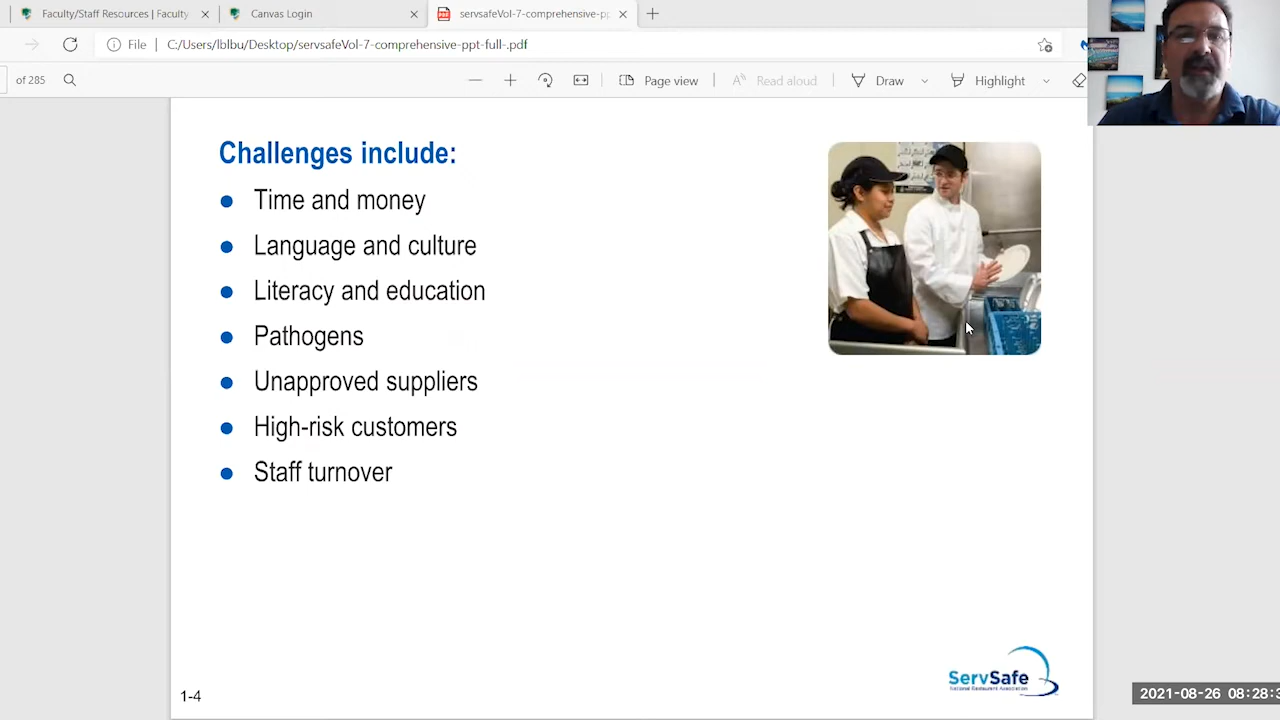 Faculty/Staff Resources | Faculty
Canvas Login
servsafeVol-7-comprehensive-pp
File
C:/Users/lblbu/Desktop/servsafeVol-7-comprehensive-ppt-full-.pdf
of 285
Page view
Read aloud
Draw
Highlight
Challenges include:
Time and money
Language and culture
Literacy and education
Pathogens
Unapproved suppliers
High-risk customers
Staff turnover
ServSafe
National Restaurant Association
1-4
2021-08-26 08:28:3